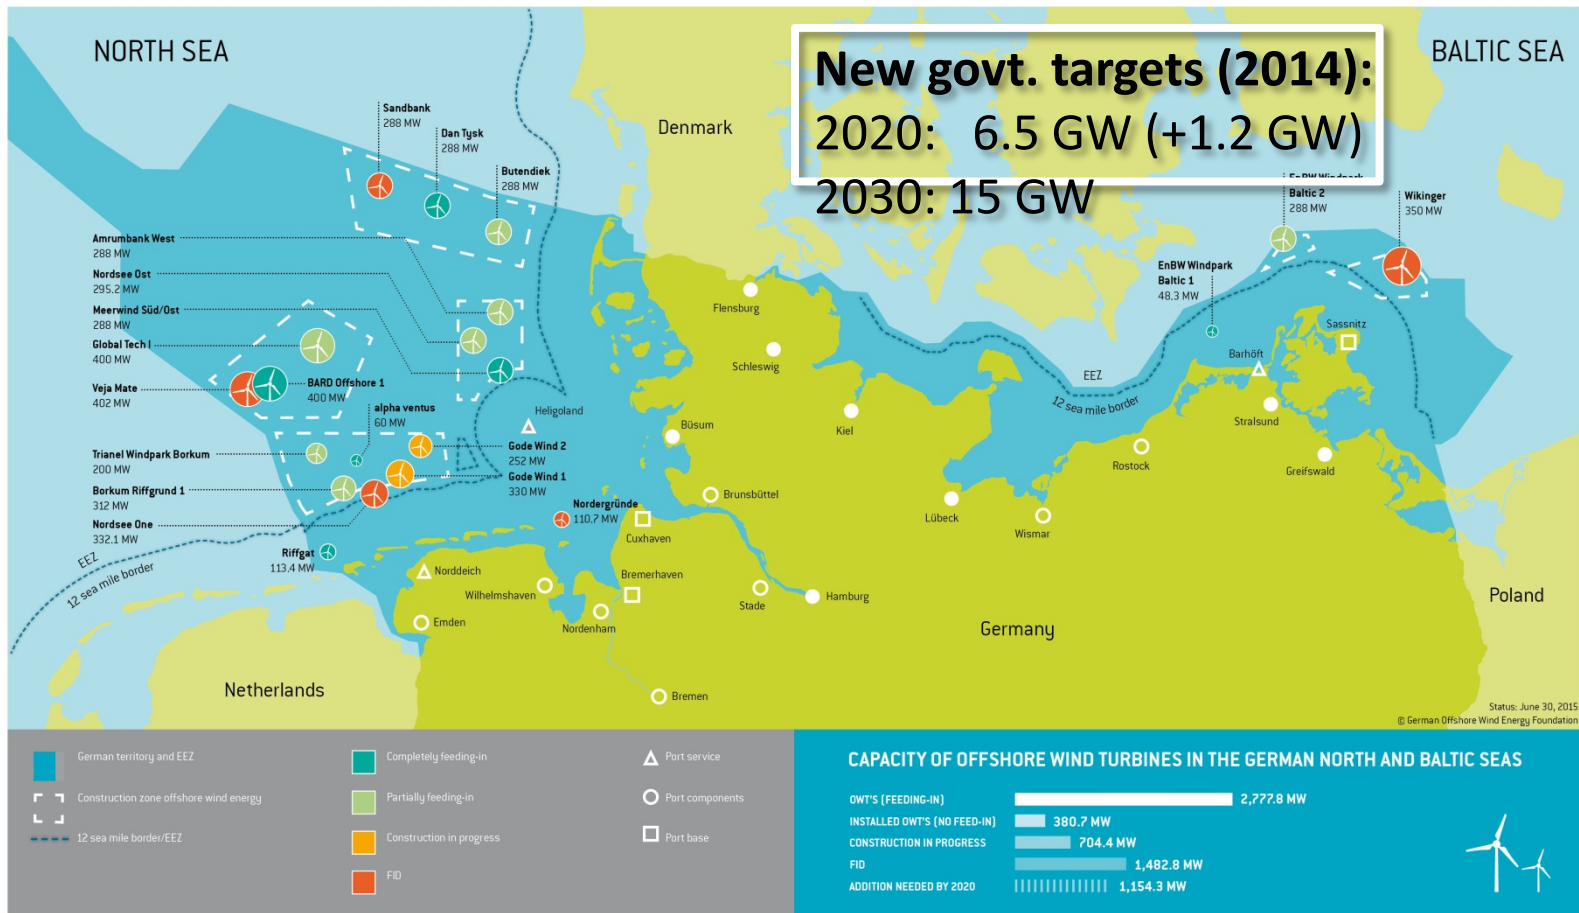 NORTH SEA
BALTIC SEA
New govt. targets (2014):
2020: 6.5 GW (+1.2 GW)
2030: 15 GW
Denmark
Sandbank
288 MW
Dan Tysk
288 MW
Butendiek
288 MW
Amrumbank West
288 MW
Nordsee Ost
295.2 MW
Meerwind Süd/Ost
288 MW
Global Tech I
400 MW
Veja Mate
402 MW
BARD Offshore 1
400 MW
alpha ventus
60 MW
Trianel Windpark Borkum
200 MW
Borkum Riffgrund 1
312 MW
Nordsee One
332.1 MW
Gode Wind 2
252 MW
Gode Wind 1
330 MW
Nordergründe
110.7 MW
Riffgat
113.4 MW
EEZ
12 sea mile border
Heligoland
Büsum
Brunsbüttel
Cuxhaven
Bremerhaven
Norddeich
Wilhelmshaven
Emden
Nordenham
Stade
Hamburg
Bremen
Netherlands
Flensburg
Schleswig
Kiel
Lübeck
Wismar
Rostock
EEZ
12 sea mile border
EnBW Windpark
Baltic 2
288 MW
Wikinger
350 MW
EnBW Windpark
Baltic 1
48.3 MW
Sassnitz
Barhöft
Stralsund
Greifswald
Germany
Poland
Status: June 30, 2015
© German Offshore Wind Energy Foundation
German territory and EEZ
Construction zone offshore wind energy
12 sea mile border/EEZ
Completely feeding-in
Partially feeding-in
Construction in progress
FID
Port service
Port components
Port base
CAPACITY OF OFFSHORE WIND TURBINES IN THE GERMAN NORTH AND BALTIC SEAS
OWT'S (FEEDING-IN) 2,777.8 MW
INSTALLED OWT'S (NO FEED-IN) 380.7 MW
CONSTRUCTION IN PROGRESS 704.4 MW
FID 1,482.8 MW
ADDITION NEEDED BY 2020 1,154.3 MW